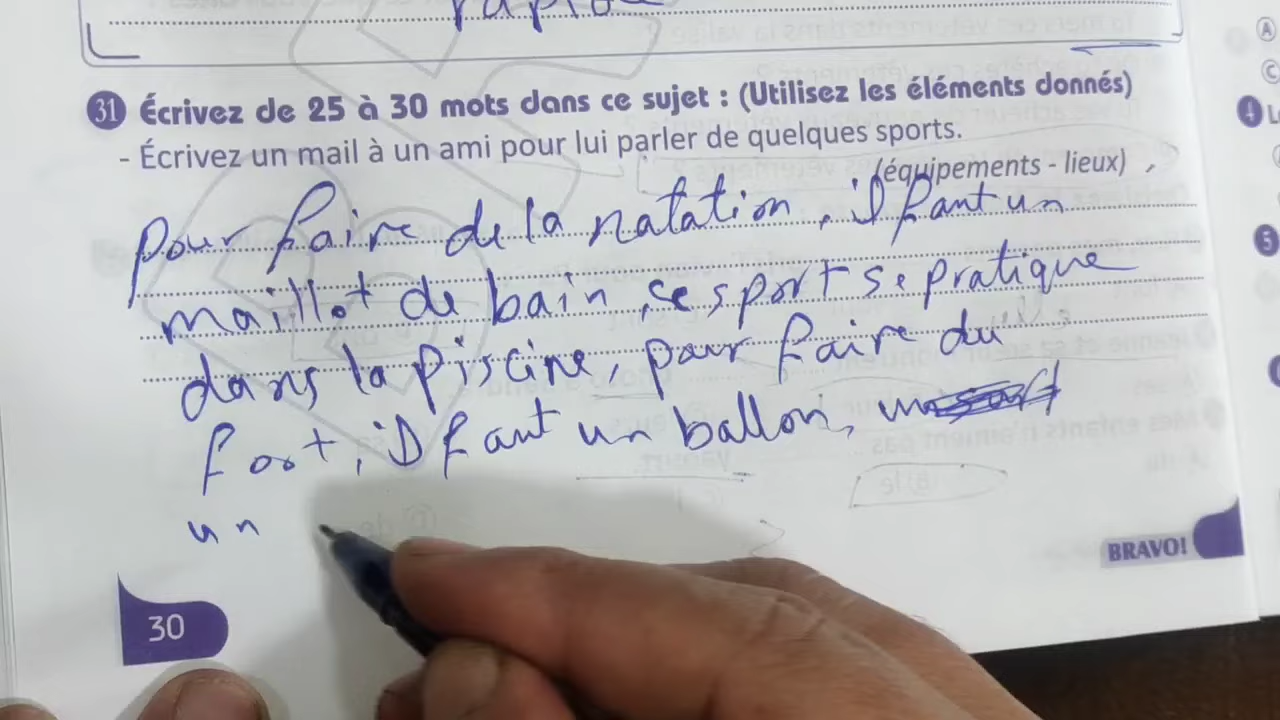 31 Écrivez de 25 à 30 mots dans ce sujet : (Utilisez les éléments donnés)
- Écrivez un mail à un ami pour lui parler de quelques sports.
(équipements - lieux)
pour faire de la natation, il faut un
maillot de bain, ce sport se pratique
dans la piscine, pour faire du
foot, il faut un ballon,
un
BRAVO!
30
A
C
4
5